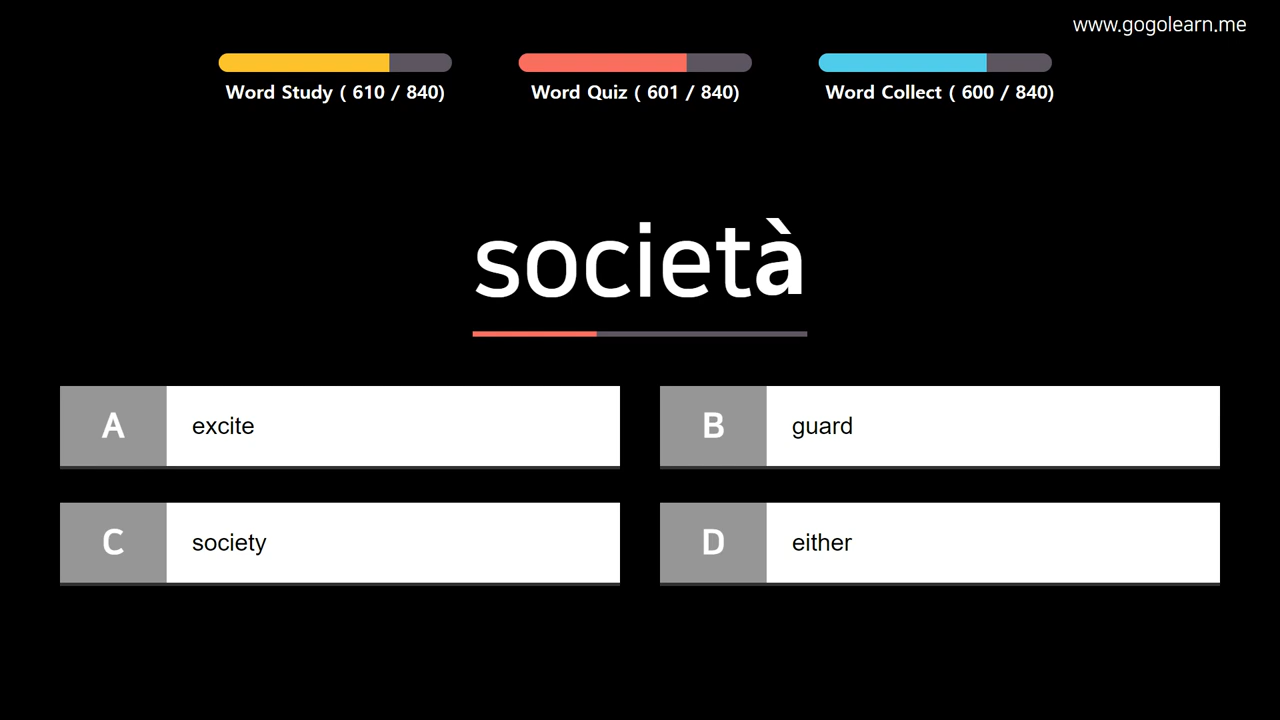 www.gogolearn.me
Word Study ( 610 / 840)
Word Quiz ( 601 / 840)
Word Collect ( 600 / 840)
società
A excite
B guard
C society
D either